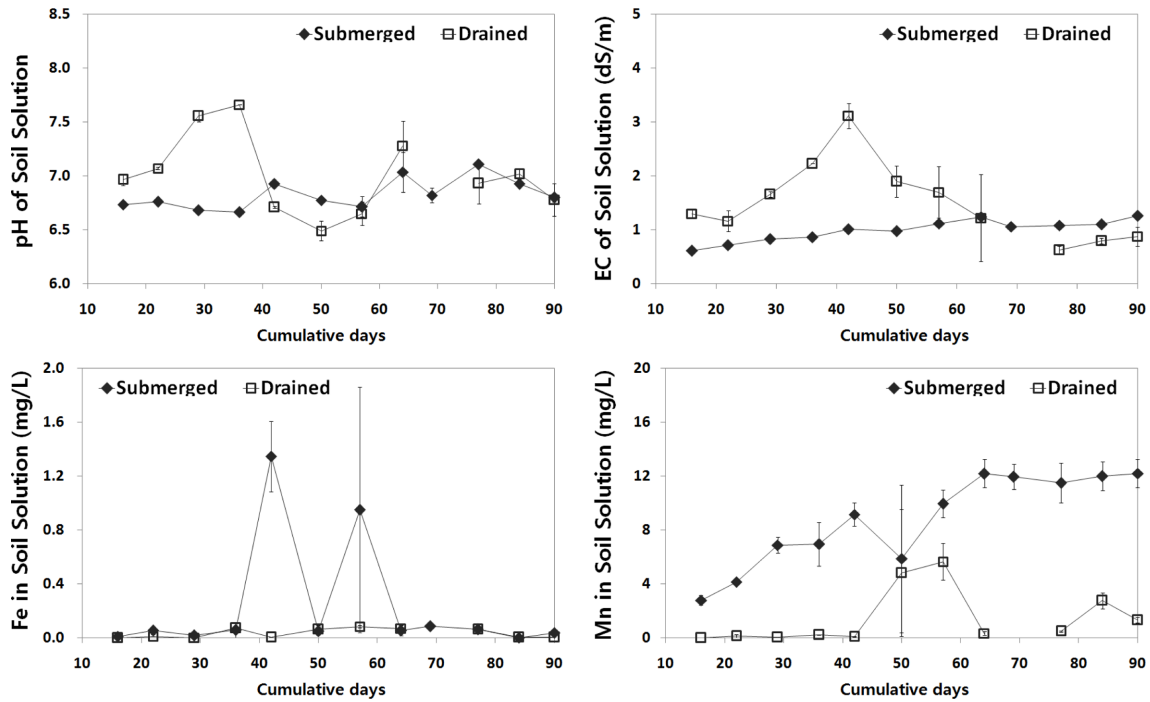 8.5
8.0
7.5
7.0
6.5
6.0
pH of Soil Solution
Submerged Drained
10 20 30 40 50 60 70 80 90
Cumulative days
5
4
3
2
1
0
EC of Soil Solution (dS/m)
Submerged Drained
10 20 30 40 50 60 70 80 90
Cumulative days
2.0
1.6
1.2
0.8
0.4
0.0
Fe in Soil Solution (mg/L)
Submerged Drained
10 20 30 40 50 60 70 80 90
Cumulative days
20
16
12
8
4
0
Mn in Soil Solution (mg/L)
Submerged Drained
10 20 30 40 50 60 70 80 90
Cumulative days